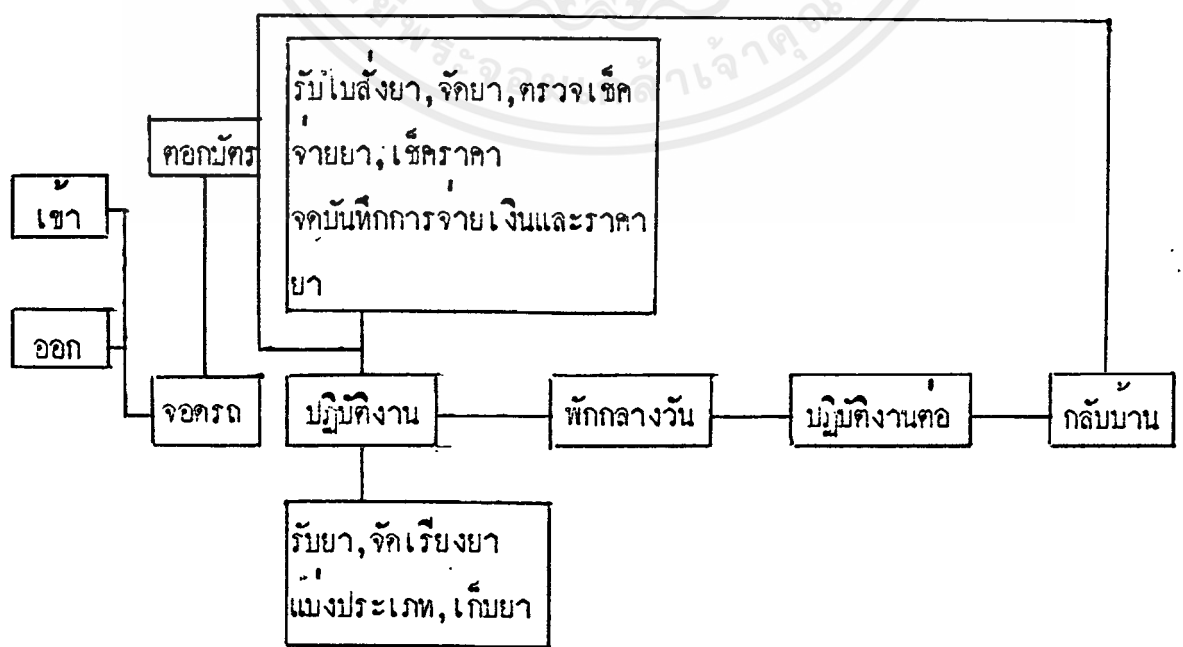 รับใบสั่งยา,จัดยา,ตรวจเช็ค
จ่ายยา,เช็คราคา
จดบันทึกการจ่ายเงินและราคา
ยา
ตอกบัตร
เข้า
ออก
จอดรถ
ปฏิบัติงาน
พักกลางวัน
ปฏิบัติงานต่อ
กลับบ้าน
รับยา,จัดเรียงยา
แบ่งประเภท,เก็บยา